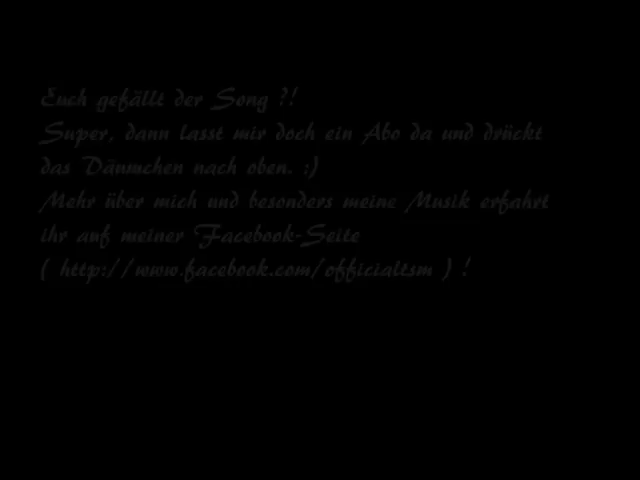 Euch gefällt der Song ?!
Super, dann lasst mir doch ein Abo da und drückt
das Däumchen nach oben. :)
Mehr über mich und besonders meine Musik erfahrt
ihr auf meiner Facebook-Seite
( http://www.facebook.com/officialtsm ) !